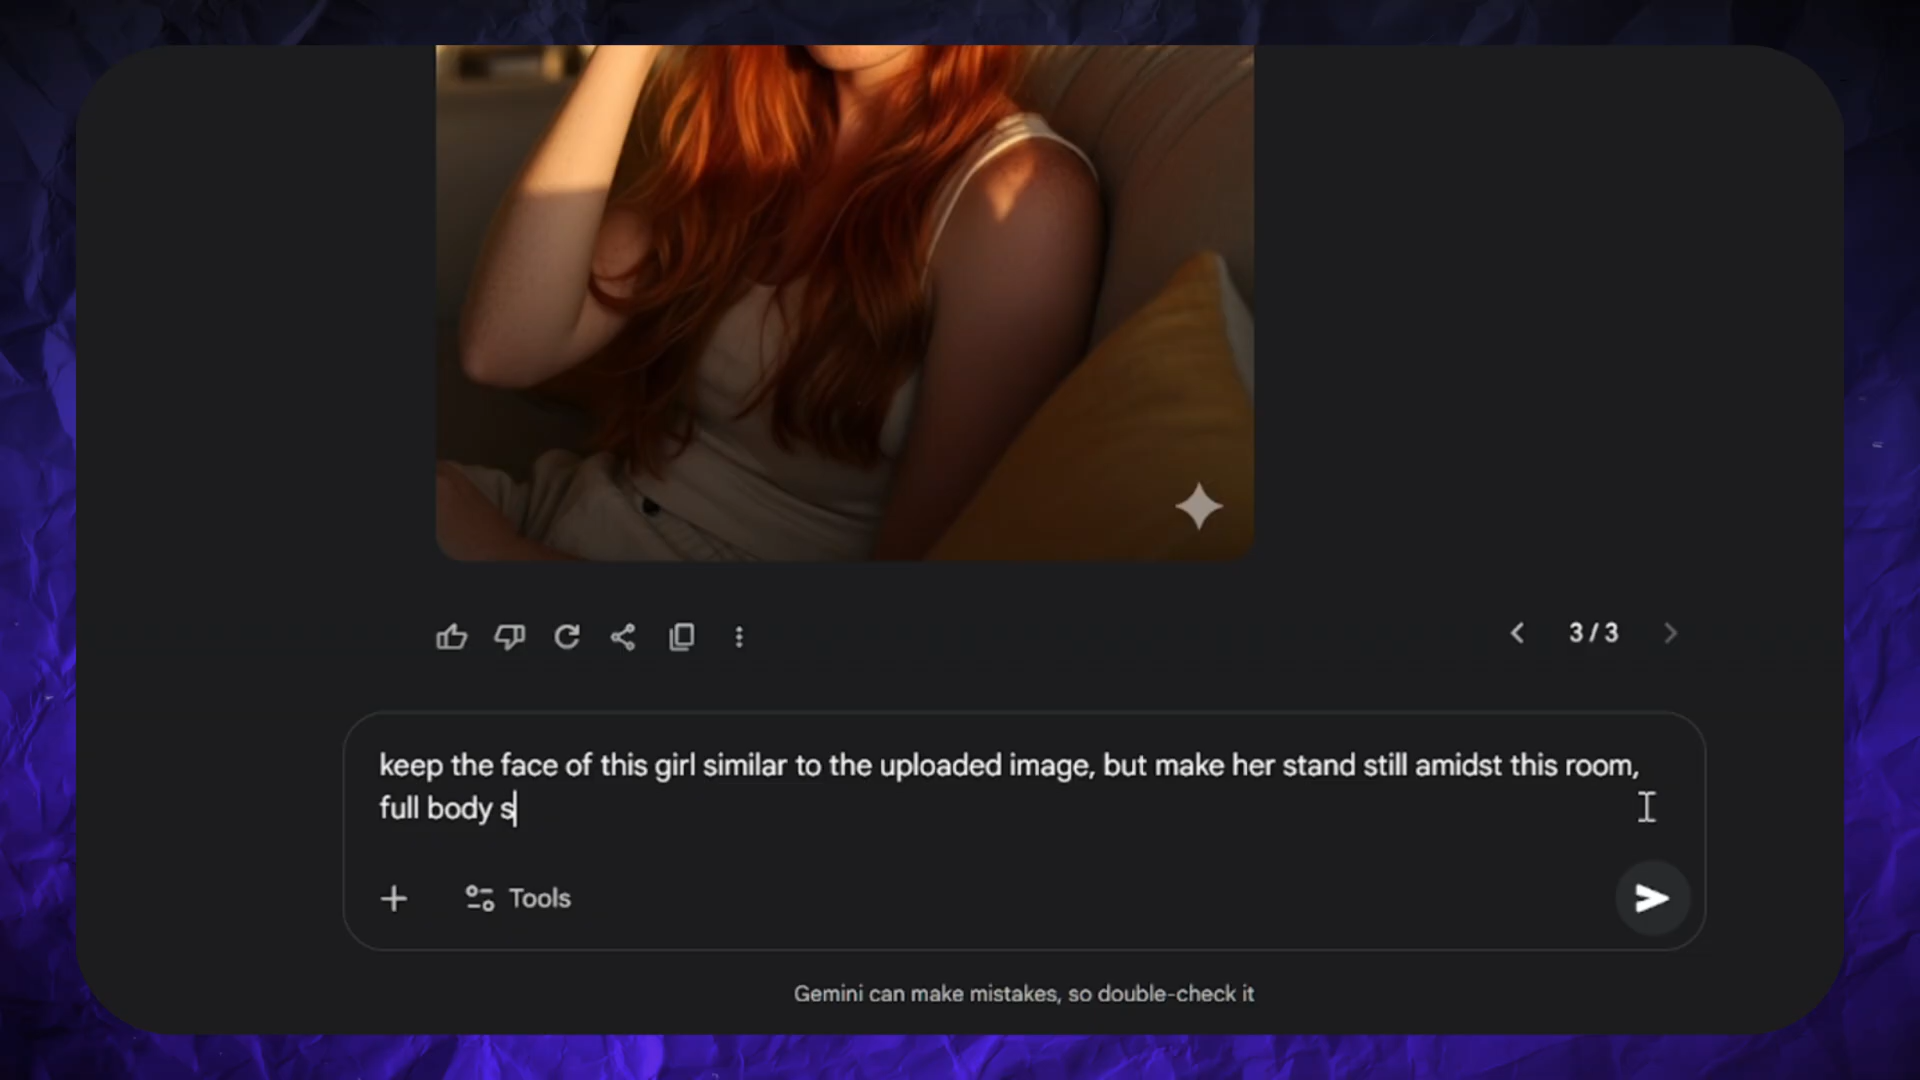 3 / 3
keep the face of this girl similar to the uploaded image, but make her stand still amidst this room,
full body s
Tools
Gemini can make mistakes, so double-check it